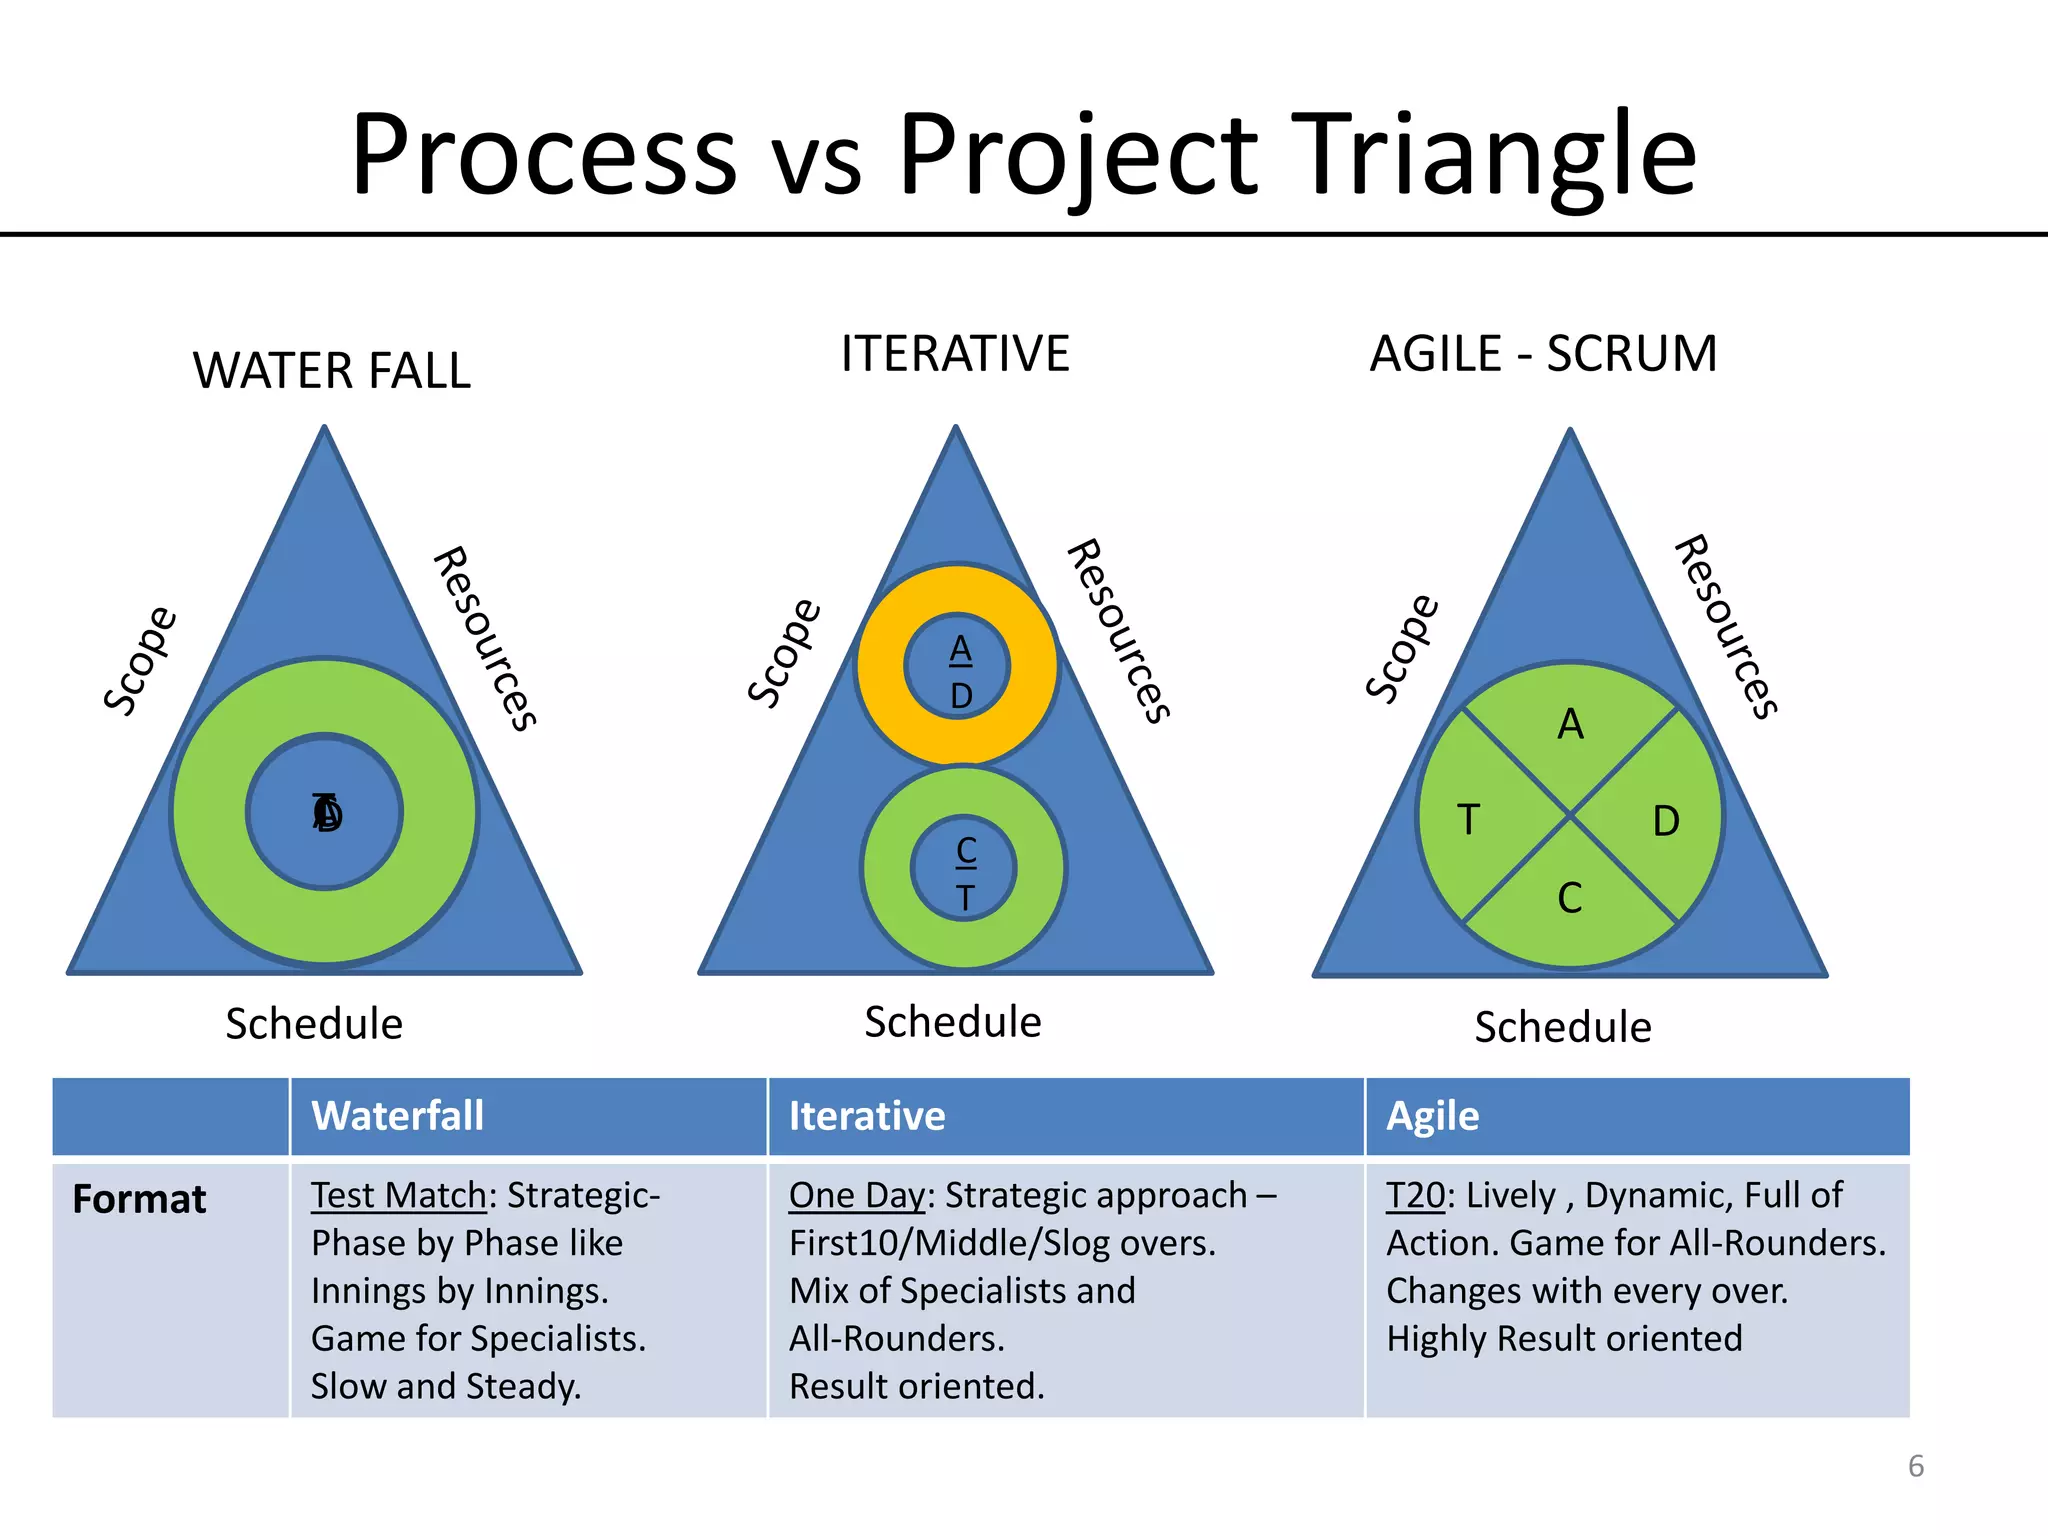 Process vs Project Triangle
WATER FALL
ITERATIVE
AGILE - SCRUM
Scope
Resources
Schedule
Scope
Resources
A
D
C
T
Schedule
Scope
Resources
A
T
D
C
Schedule
Waterfall
Iterative
Agile
Format
Test Match: Strategic-
Phase by Phase like
Innings by Innings.
Game for Specialists.
Slow and Steady.
One Day: Strategic approach –
First10/Middle/Slog overs.
Mix of Specialists and
All-Rounders.
Result oriented.
T20: Lively , Dynamic, Full of
Action. Game for All-Rounders.
Changes with every over.
Highly Result oriented
6